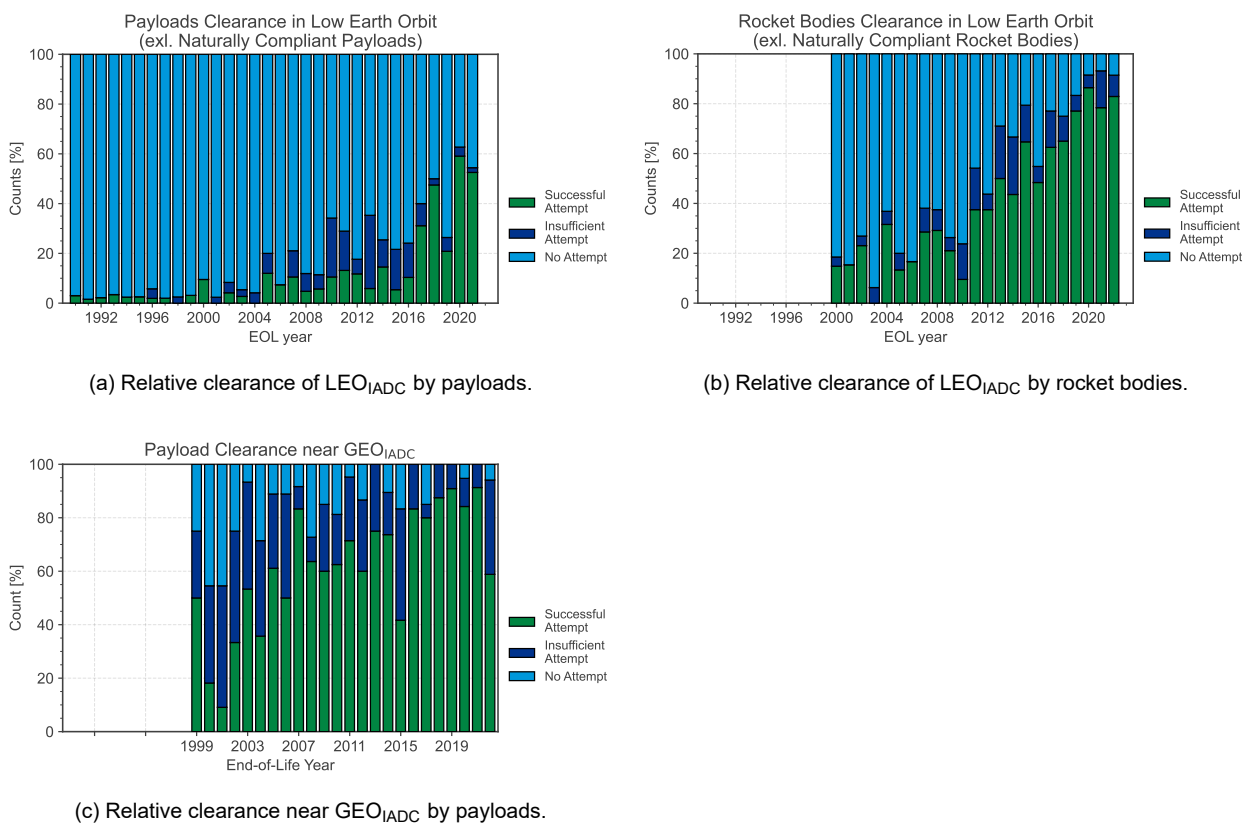 Payloads Clearance in Low Earth Orbit
(exl. Naturally Compliant Payloads)
100
80
60
40
20
0
Counts [%]
1992 1996 2000 2004 2008 2012 2016 2020
EOL year
Successful
Attempt
Insufficient
Attempt
No Attempt
(a) Relative clearance of LEO_IADC by payloads.
Rocket Bodies Clearance in Low Earth Orbit
(exl. Naturally Compliant Rocket Bodies)
100
80
60
40
20
0
Counts [%]
1992 1996 2000 2004 2008 2012 2016 2020
EOL year
Successful
Attempt
Insufficient
Attempt
No Attempt
(b) Relative clearance of LEO_IADC by rocket bodies.
Payload Clearance near GEO_IADC
100
80
60
40
20
0
Count [%]
1999 2003 2007 2011 2015 2019
End-of-Life Year
Successful
Attempt
Insufficient
Attempt
No Attempt
(c) Relative clearance near GEO_IADC by payloads.